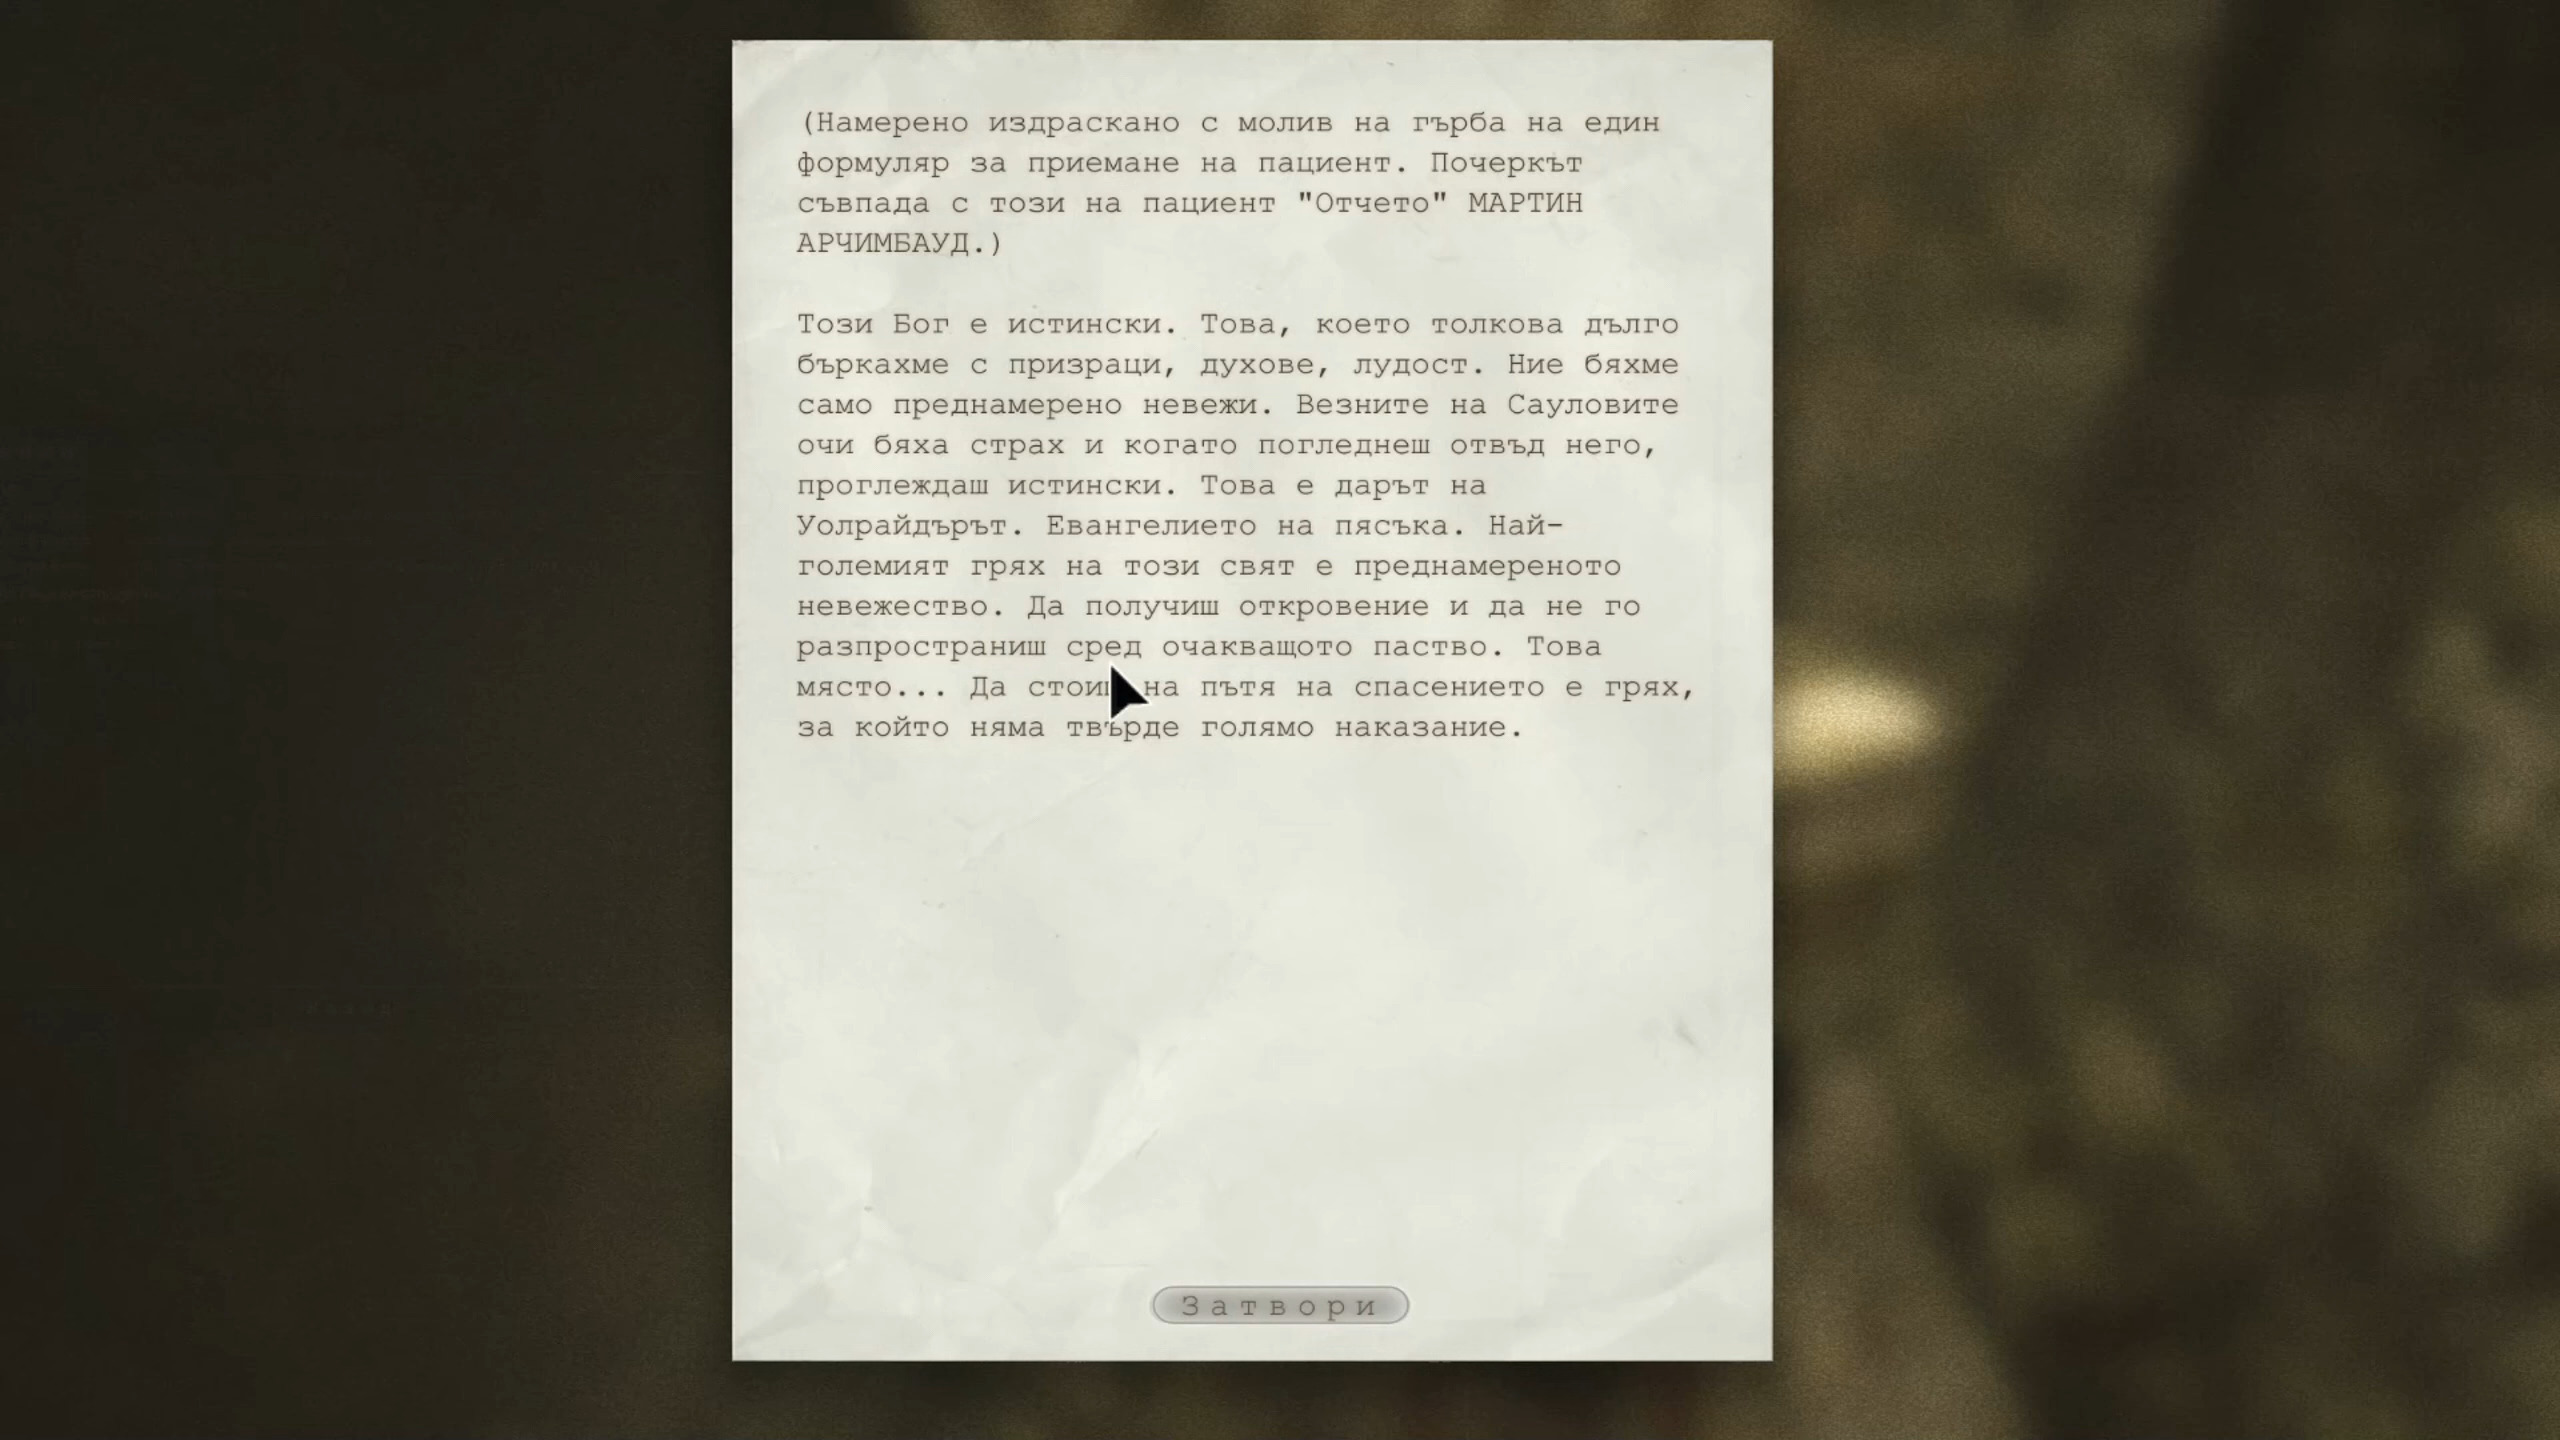 (Намерено издраскано с молив на гърба на един
формуляр за приемане на пациент. Почеркът
съвпада с този на пациент "Отчето" МАРТИН
АРЧИМБАУД.)
Този Бог е истински. Това, което толкова дълго
бъркахме с призраци, духове, лудост. Ние бяхме
само преднамерено невежи. Везните на Сауловите
очи бяха страх и когато погледнеш отвъд него,
проглеждаш истински. Това е дарът на
Уолрайдърът. Евангелието на пясъка. Най-
големият грях на този свят е преднамереното
невежество. Да получиш откровение и да не го
разпространиш сред очакващото паство. Това
място... Да стоиш на пътя на спасението е грях,
за който няма твърде голямо наказание.
Затвори